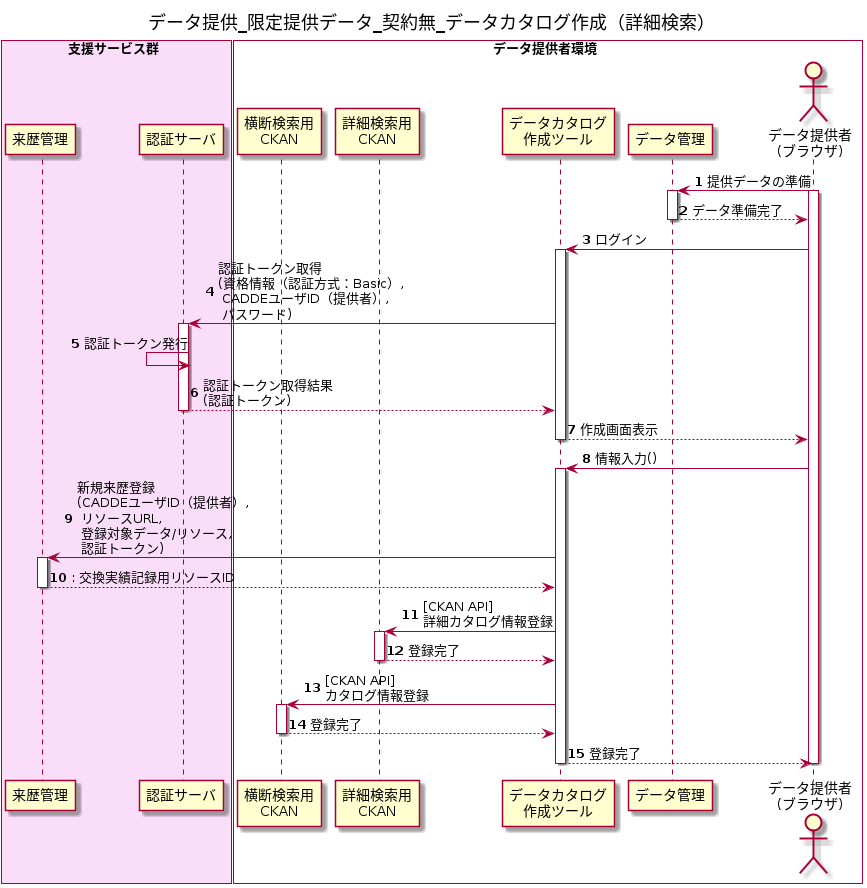 データ提供_限定提供データ_契約無_データカタログ作成（詳細検索）
支援サービス群
データ提供者環境
来歴管理
認証サーバ
横断検索用
CKAN
詳細検索用
CKAN
データカタログ
作成ツール
データ管理
データ提供者
（ブラウザ）
1 提供データの準備
2 データ準備完了
3 ログイン
4 認証トークン取得
（資格情報（認証方式：Basic）,
CADDEユーザID（提供者）,
パスワード）
5 認証トークン発行
6 認証トークン取得結果
（認証トークン）
7 作成画面表示
8 情報入力()
9 新規来歴登録
（CADDEユーザID（提供者）,
リソースURL,
登録対象データ/リソース,
認証トークン）
10 : 交換実績記録用リソースID
11 [CKAN API]
詳細カタログ情報登録
12 登録完了
13 [CKAN API]
カタログ情報登録
14 登録完了
15 登録完了
来歴管理
認証サーバ
横断検索用
CKAN
詳細検索用
CKAN
データカタログ
作成ツール
データ管理
データ提供者
（ブラウザ）